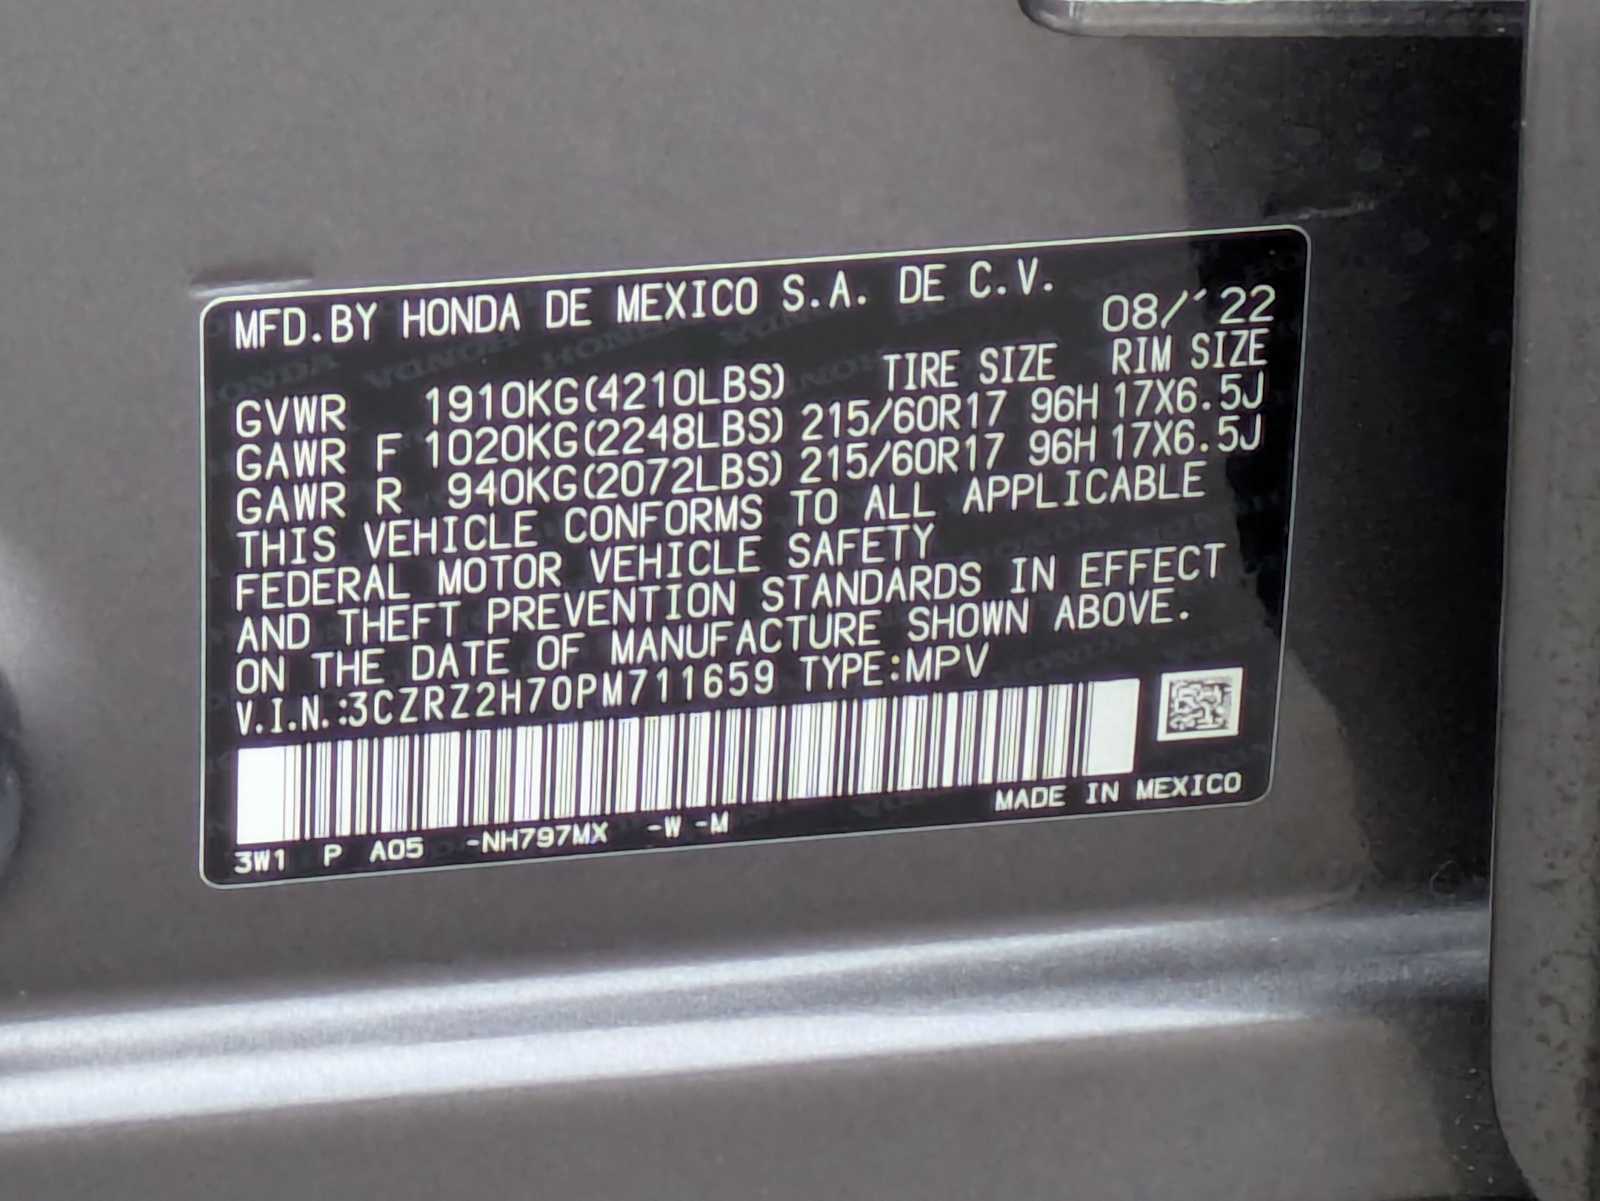 MFD.BY HONDA DE MEXICO S.A. DE C.V.
08/'22
TIRE SIZE RIM SIZE
GVWR 1910KG(4210LBS)
GAWR F 1020KG(2248LBS) 215/60R17 96H 17X6.5J
GAWR R 940KG(2072LBS) 215/60R17 96H 17X6.5J
THIS VEHICLE CONFORMS TO ALL APPLICABLE
FEDERAL MOTOR VEHICLE SAFETY
AND THEFT PREVENTION STANDARDS IN EFFECT
ON THE DATE OF MANUFACTURE SHOWN ABOVE.
V.I.N.:3CZRZ2H70PM711659 TYPE:MPV
MADE IN MEXICO
3W1 P A05 -NH797MX -W -M